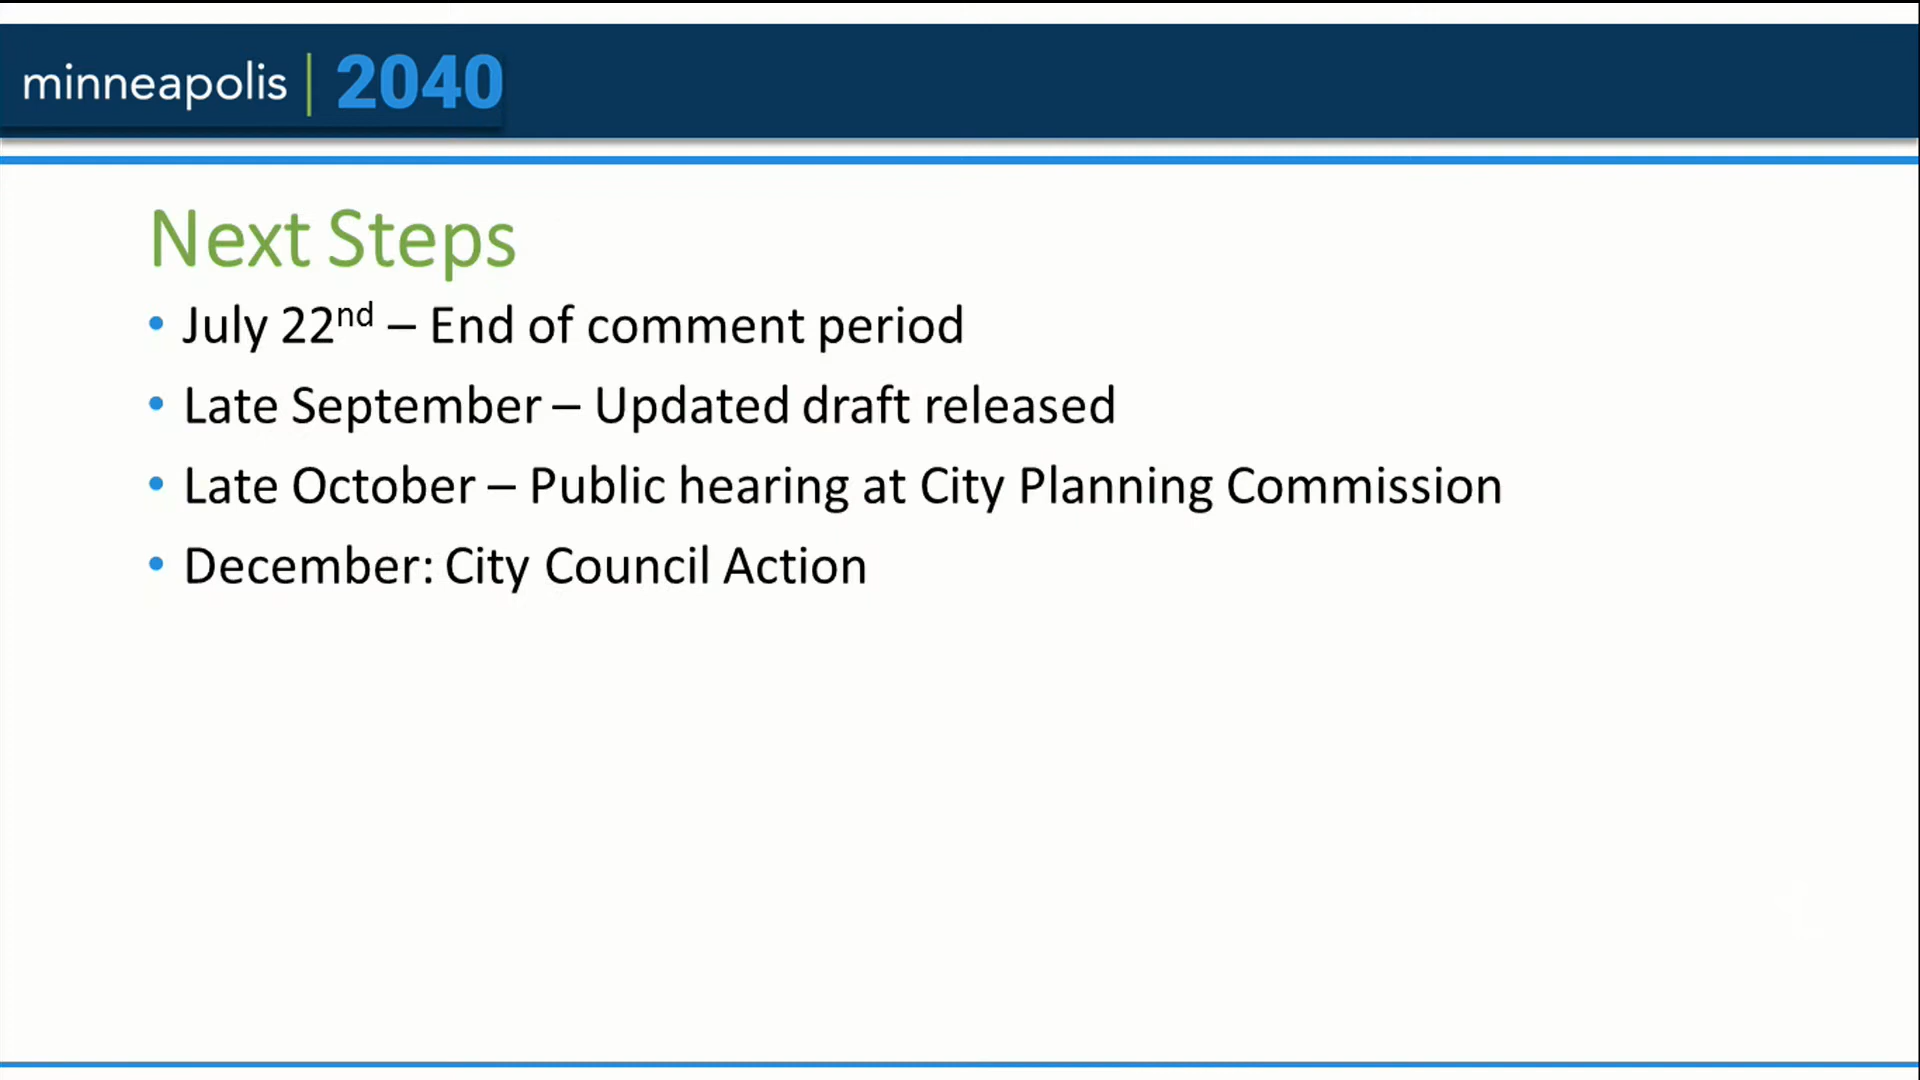 minneapolis | 2040
Next Steps
• July 22nd – End of comment period
• Late September – Updated draft released
• Late October – Public hearing at City Planning Commission
• December: City Council Action